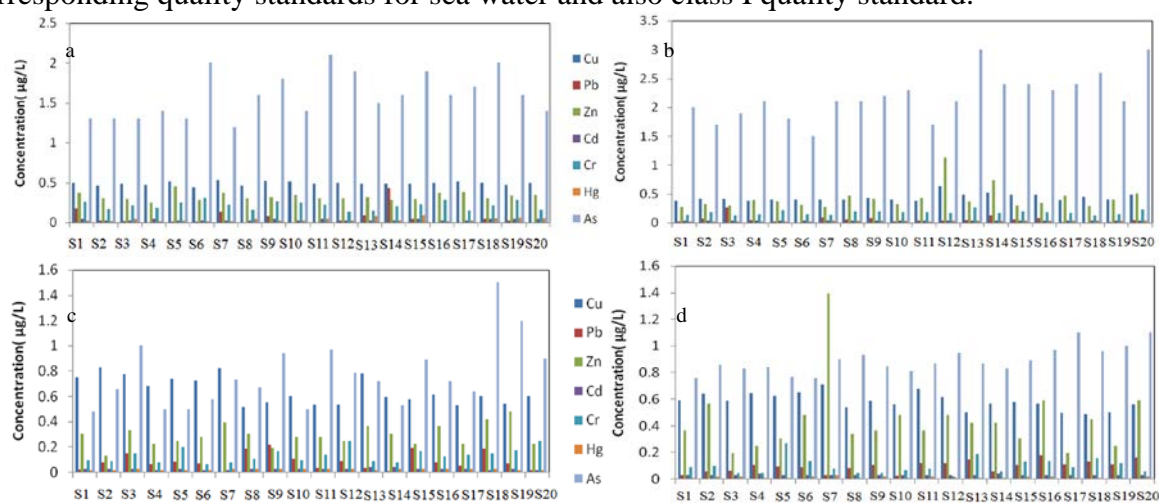 rresponding quality standards for sea water and also class I quality standard.
a
b
2.5
2
1.5
1
0.5
0
Concentration( μg/L)
S1 S2 S3 S4 S5 S6 S7 S8 S9 S10 S11 S12 S13 S14 S15 S16 S17 S18 S19 S20
Cu
Pb
Zn
Cd
Cr
Hg
As
3.5
3
2.5
2
1.5
1
0.5
0
Concentration( μg/L)
S1 S2 S3 S4 S5 S6 S7 S8 S9 S10 S11 S12 S13 S14 S15 S16 S17 S18 S19 S20
c
d
1.6
1.4
1.2
1
0.8
0.6
0.4
0.2
0
Concentration( μg/L)
S1 S2 S3 S4 S5 S6 S7 S8 S9 S10 S11 S12 S13 S14 S15 S16 S17 S18 S19 S20
Cu
Pb
Zn
Cd
Cr
Hg
As
1.6
1.4
1.2
1
0.8
0.6
0.4
0.2
0
Concentration( μg/L)
S1 S2 S3 S4 S5 S6 S7 S8 S9 S10 S11 S12 S13 S14 S15 S16 S17 S18 S19 S20